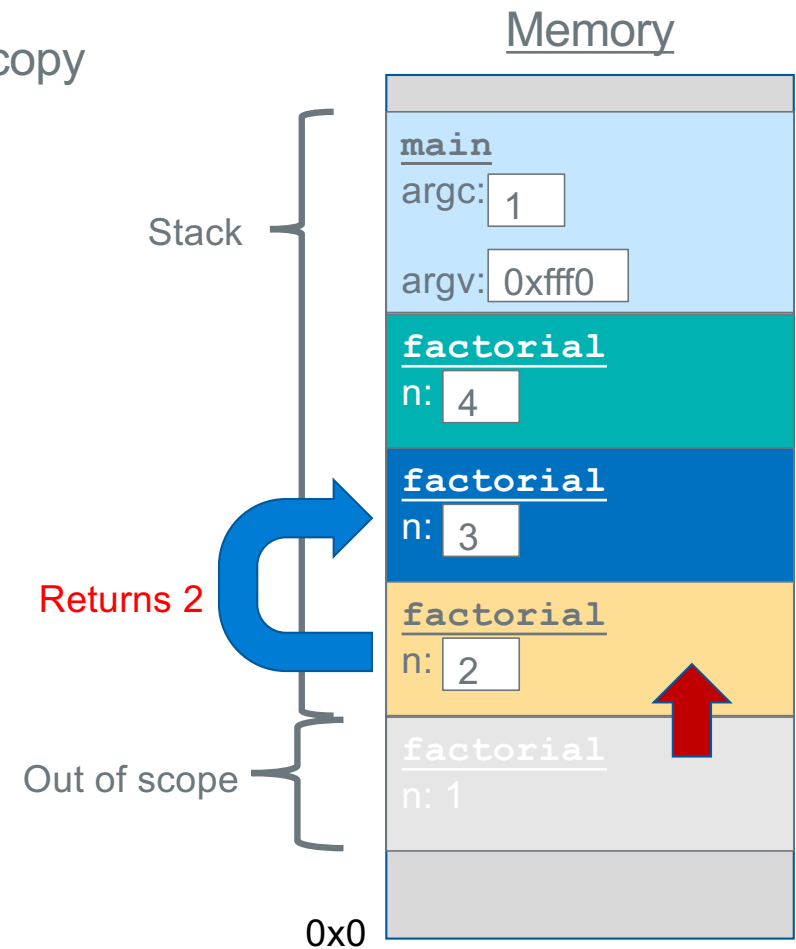 copy
Memory
Stack
main
argc: 1
argv: 0xfff0
factorial
n: 4
factorial
n: 3
Returns 2
factorial
n: 2
Out of scope
factorial
n: 1
0x0